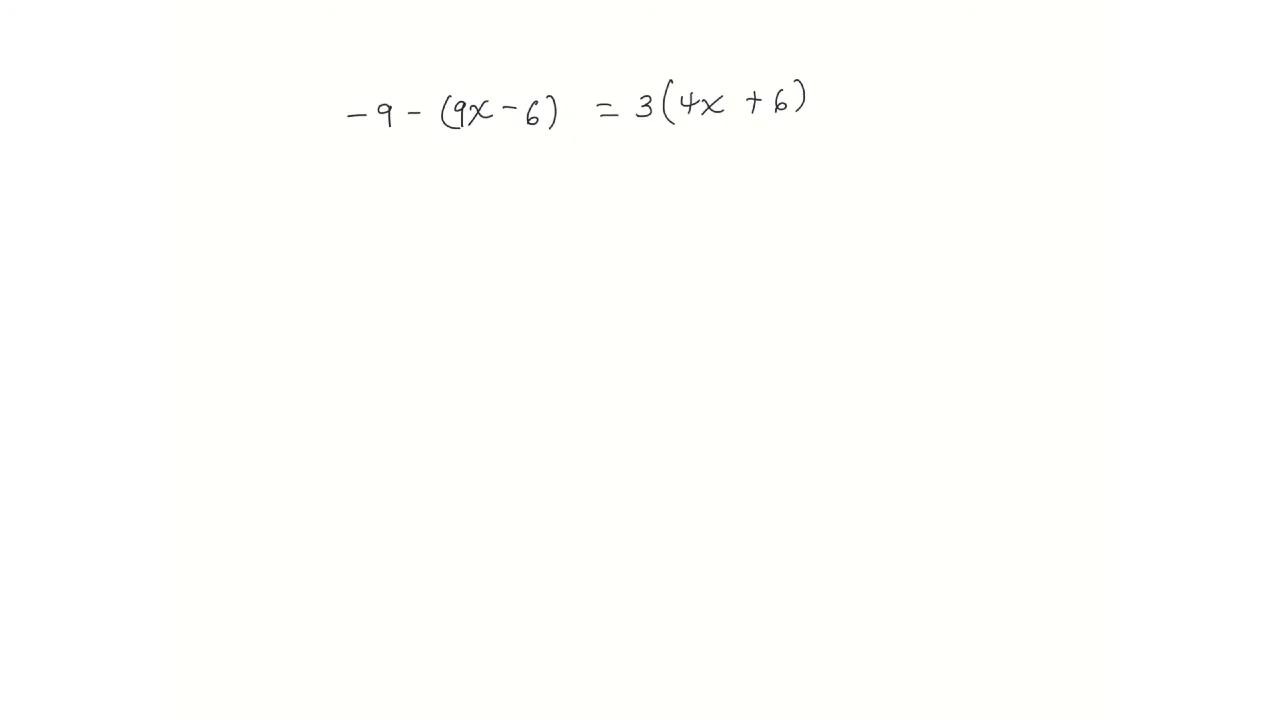 -9 - (9x - 6) = 3(4x + 6)